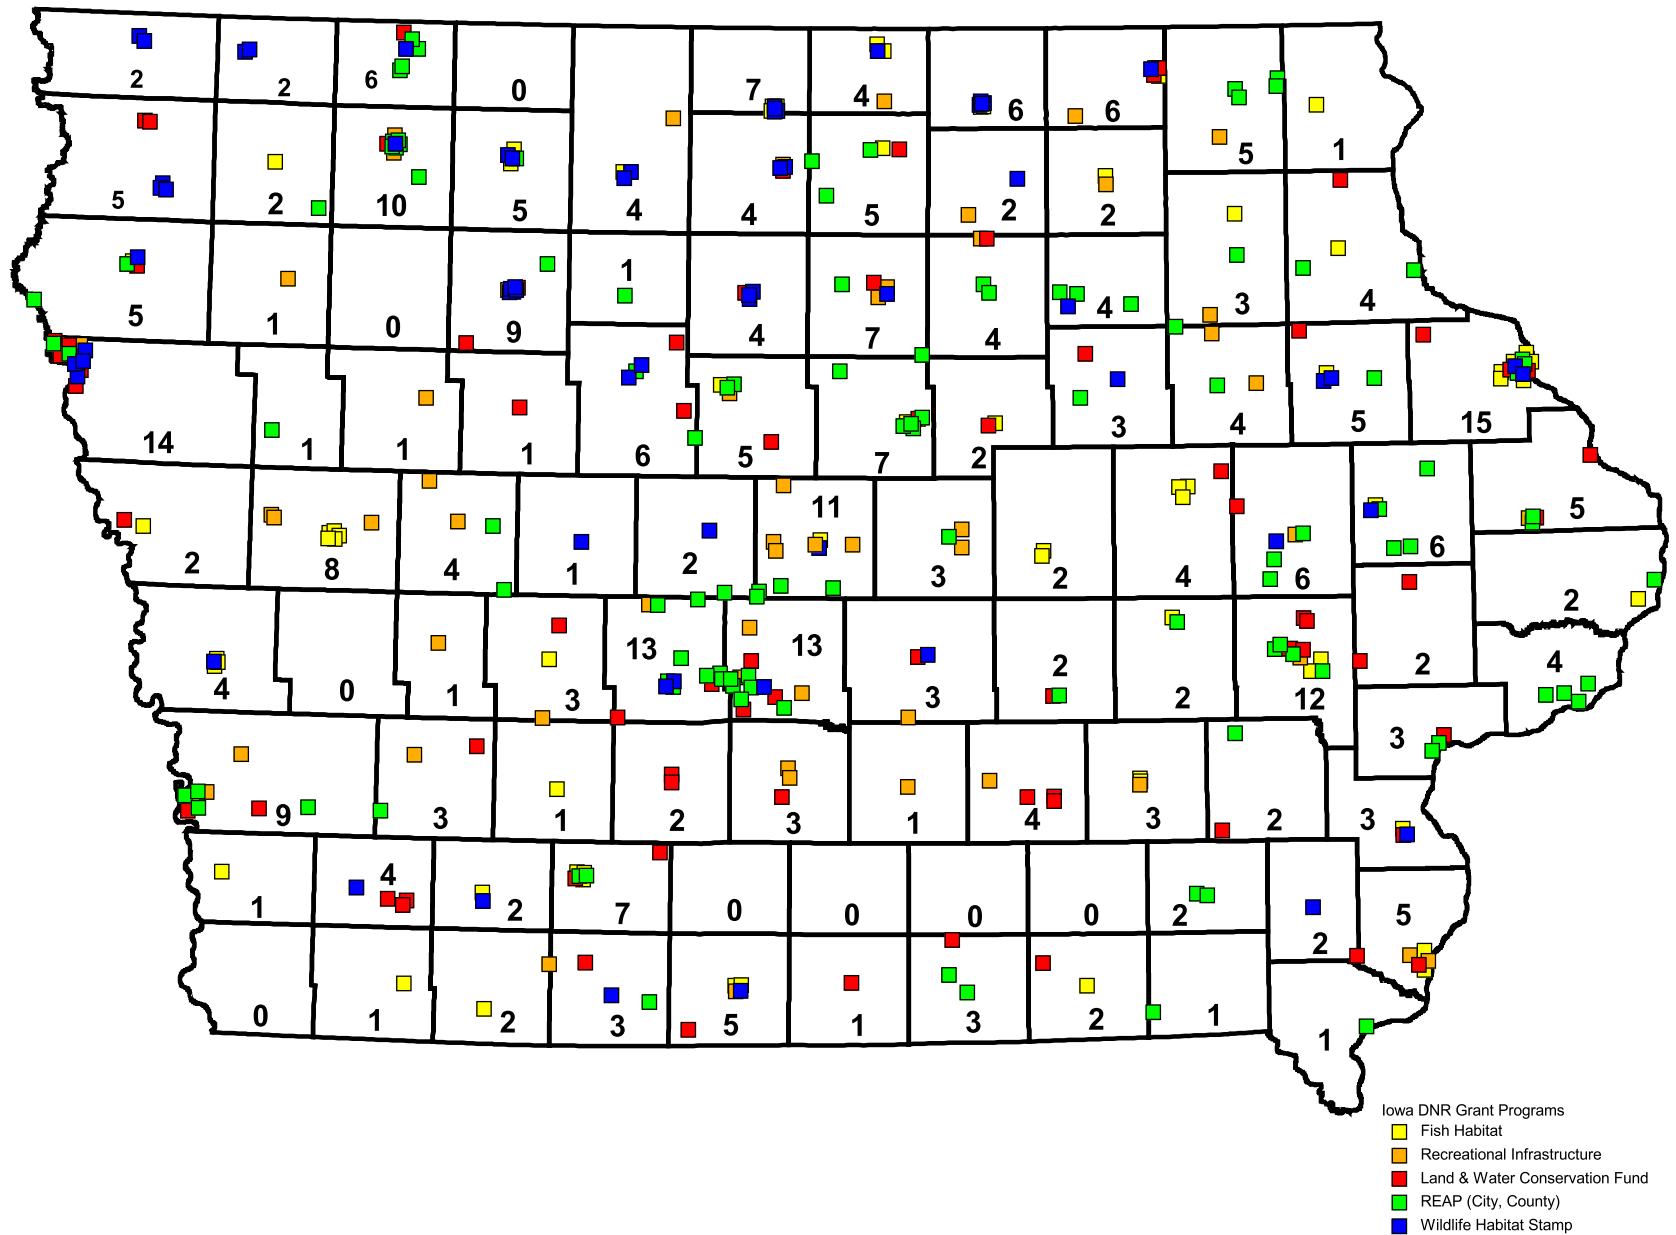 2 2 6 0 7 4 6 6 5 1
5 2 10 5 4 4 5 2 2
5 1 0 9 1 4 7 4 4 3 4
14 1 1 1 6 5 7 2 3 4 5 15
2 8 4 1 2 11 3 2 4 6 6 5
2
4 0 1 3 13 13 3 2 2 12 2 4
9 3 1 2 3 1 4 3 2 3 3
1 4 2 7 0 0 0 0 2 2 5
0 1 2 3 5 1 3 2 1 1
Iowa DNR Grant Programs
Fish Habitat
Recreational Infrastructure
Land & Water Conservation Fund
REAP (City, County)
Wildlife Habitat Stamp